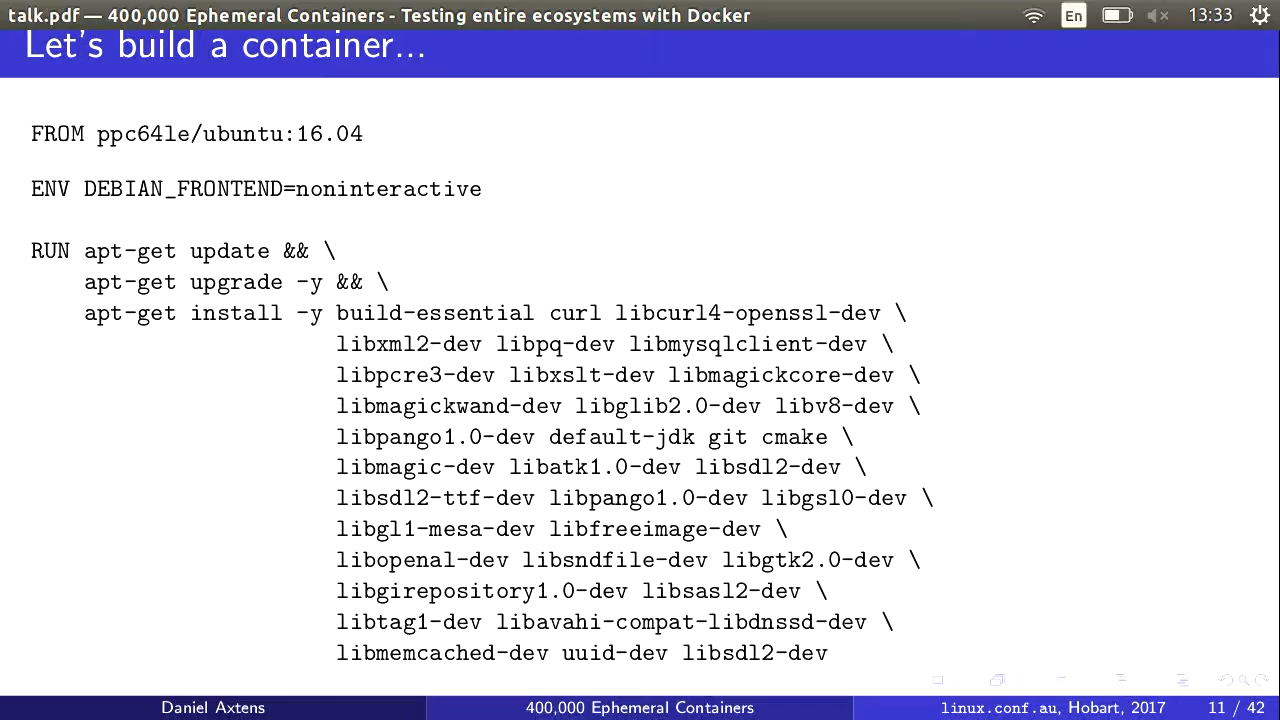 talk.pdf — 400,000 Ephemeral Containers - Testing entire ecosystems with Docker
En
13:33
Let's build a container...
FROM ppc64le/ubuntu:16.04
ENV DEBIAN_FRONTEND=noninteractive
RUN apt-get update && \
apt-get upgrade -y && \
apt-get install -y build-essential curl libcurl4-openssl-dev \
libxml2-dev libpq-dev libmysqlclient-dev \
libpcre3-dev libxslt-dev libmagickcore-dev \
libmagickwand-dev libglib2.0-dev libv8-dev \
libpango1.0-dev default-jdk git cmake \
libmagic-dev libatk1.0-dev libsdl2-dev \
libsdl2-ttf-dev libpango1.0-dev libgsl0-dev \
libgl1-mesa-dev libfreeimage-dev \
libopenal-dev libsndfile-dev libgtk2.0-dev \
libgirepository1.0-dev libsasl2-dev \
libtag1-dev libavahi-compat-libdnssd-dev \
libmemcached-dev uuid-dev libsdl2-dev
Daniel Axtens
400,000 Ephemeral Containers
linux.conf.au, Hobart, 2017
11 / 42